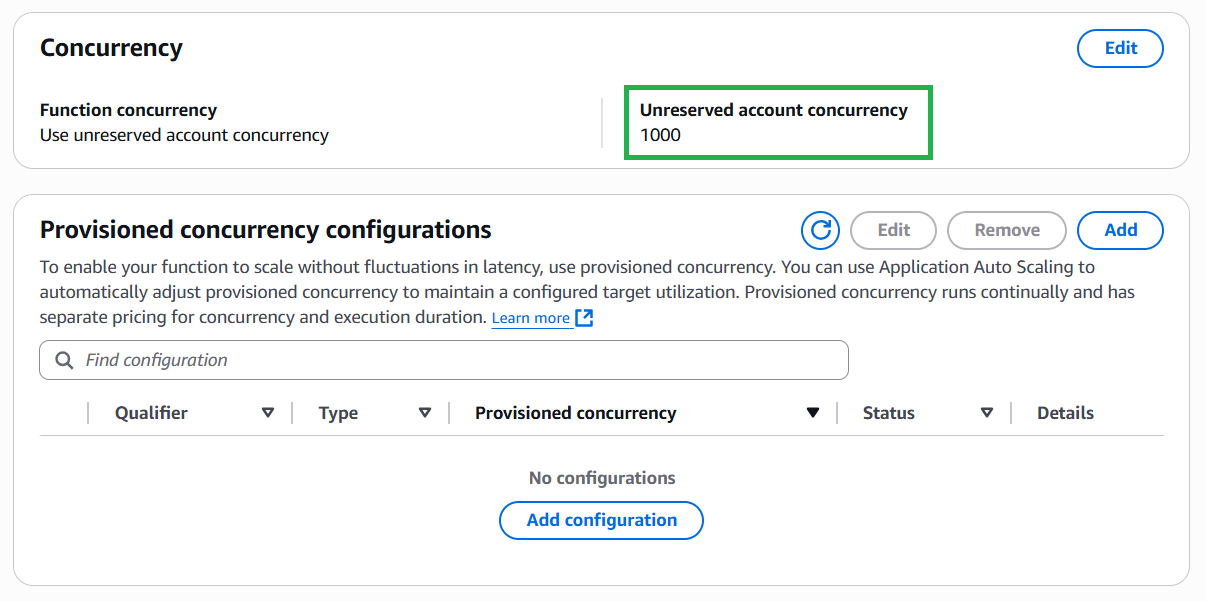 Concurrency
Edit
Function concurrency
Use unreserved account concurrency
Unreserved account concurrency
1000
Provisioned concurrency configurations
Edit
Remove
Add
To enable your function to scale without fluctuations in latency, use provisioned concurrency. You can use Application Auto Scaling to
automatically adjust provisioned concurrency to maintain a configured target utilization. Provisioned concurrency runs continually and has
separate pricing for concurrency and execution duration. Learn more
Find configuration
Qualifier
Type
Provisioned concurrency
Status
Details
No configurations
Add configuration